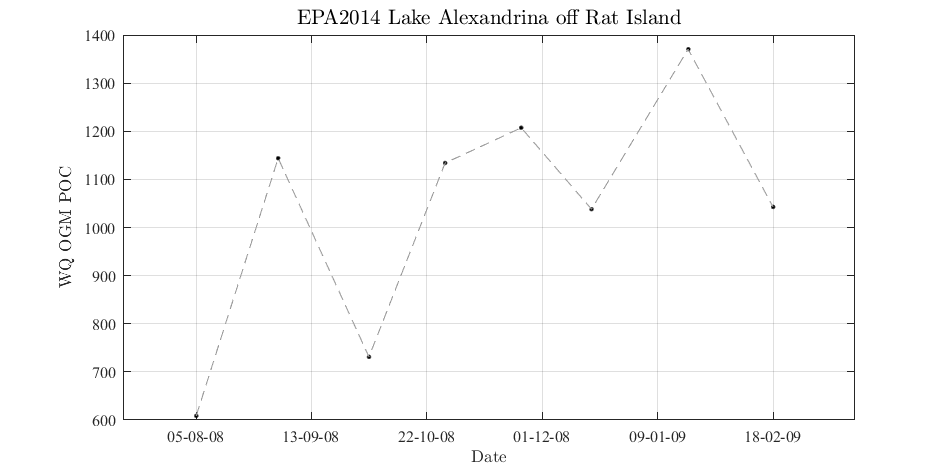 EPA2014 Lake Alexandrina off Rat Island
1400
1300
1200
1100
1000
900
800
700
600
WQ OGM POC
05-08-08 13-09-08 22-10-08 01-12-08 09-01-09 18-02-09
Date